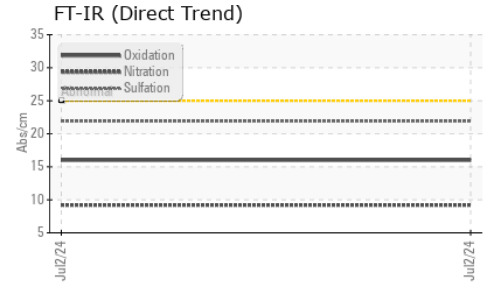 FT-IR (Direct Trend)
35
30
25
20
15
10
5
Abs/cm
Oxidation
Nitration
Sulfation
Abnormal
Jul2/24
Jul2/24